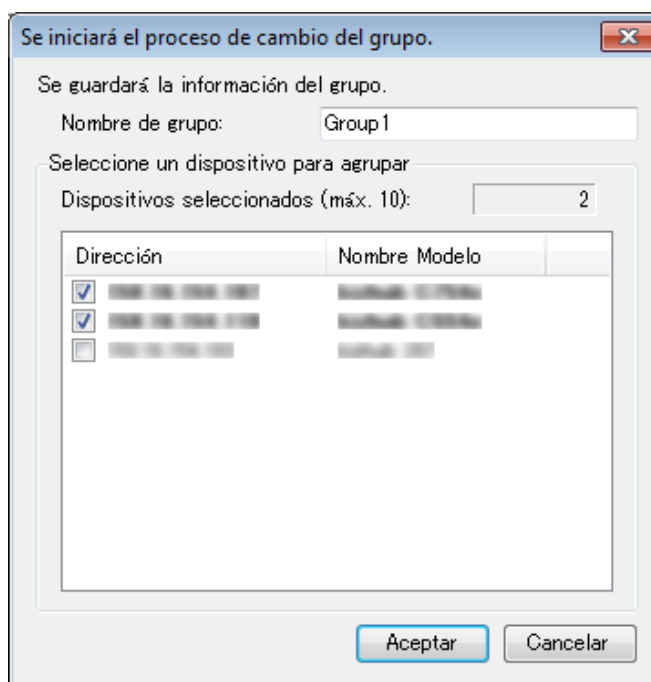 Se iniciará el proceso de cambio del grupo.
Se guardará la información del grupo.
Nombre de grupo: Group1
Seleccione un dispositivo para agrupar
Dispositivos seleccionados (máx. 10): 2
Dirección Nombre Modelo
Aceptar Cancelar